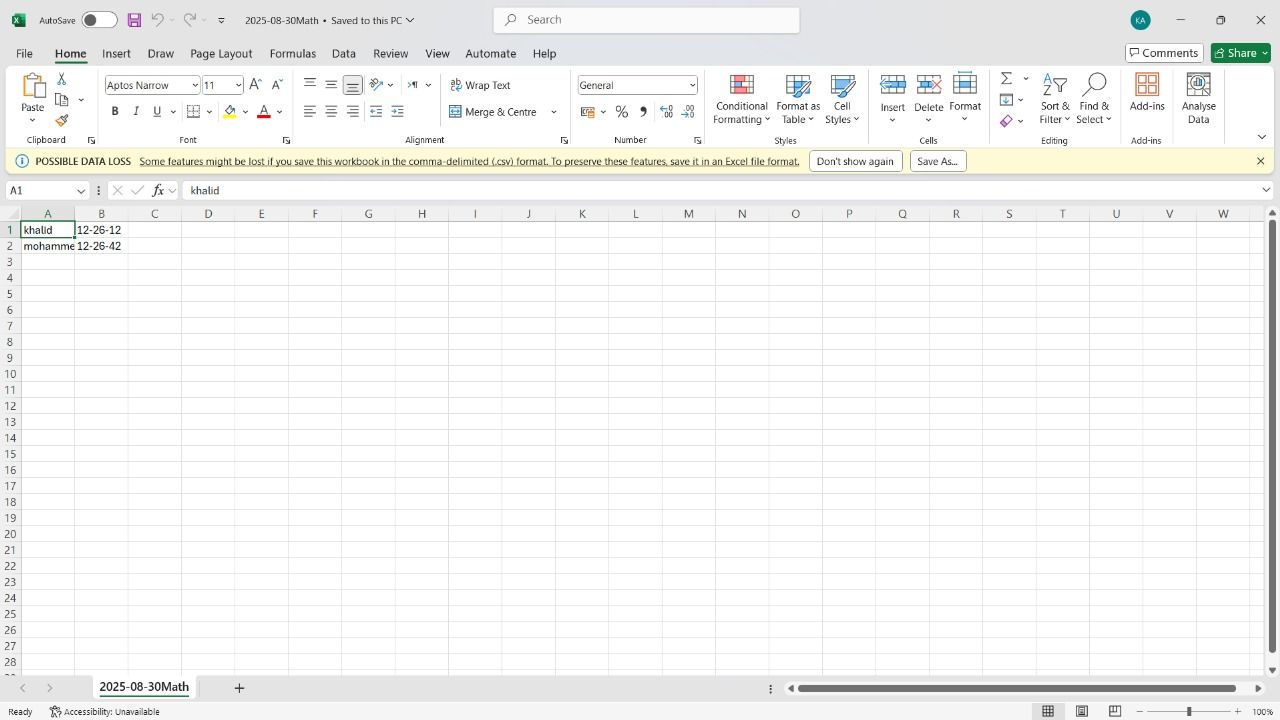 AutoSave 2025-08-30Math • Saved to this PC Search KA
File Home Insert Draw Page Layout Formulas Data Review View Automate Help Comments Share
Paste Aptos Narrow 11 Wrap Text General Conditional Formatting Format as Table Cell Styles Insert Delete Format Sort & Filter Find & Select Add-ins Analyse Data
B I U A Merge & Centre % 
Clipboard Font Alignment Number Styles Cells Editing Add-ins
POSSIBLE DATA LOSS Some features might be lost if you save this workbook in the comma-delimited (.csv) format. To preserve these features, save it in an Excel file format. Don't show again Save As...
A1 fx khalid
A B C D E F G H I J K L M N O P Q R S T U V W
1 khalid 12-26-12
2 mohamme 12-26-42
3
4
5
6
7
8
9
10
11
12
13
14
15
16
17
18
19
20
21
22
23
24
25
26
27
28
2025-08-30Math
Ready Accessibility: Unavailable 100%